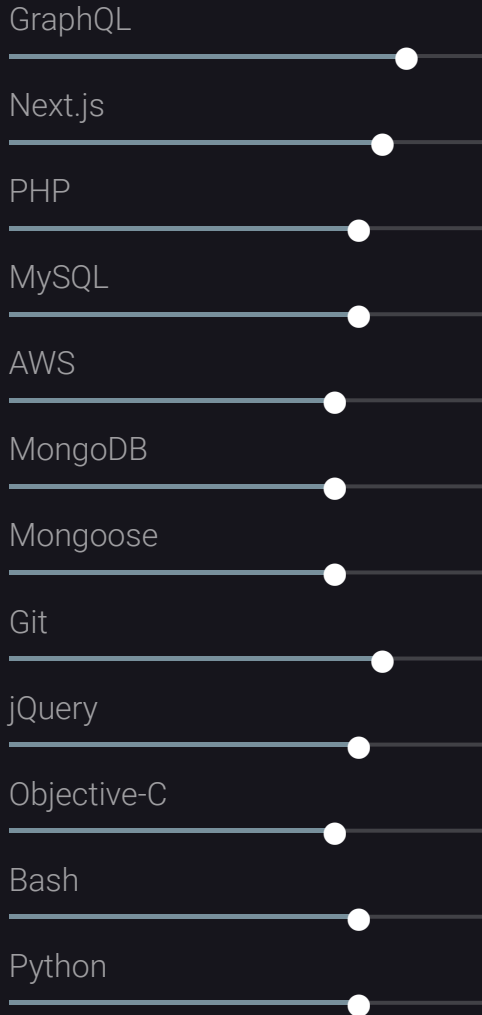 GraphQL
Next.js
PHP
MySQL
AWS
MongoDB
Mongoose
Git
jQuery
Objective-C
Bash
Python